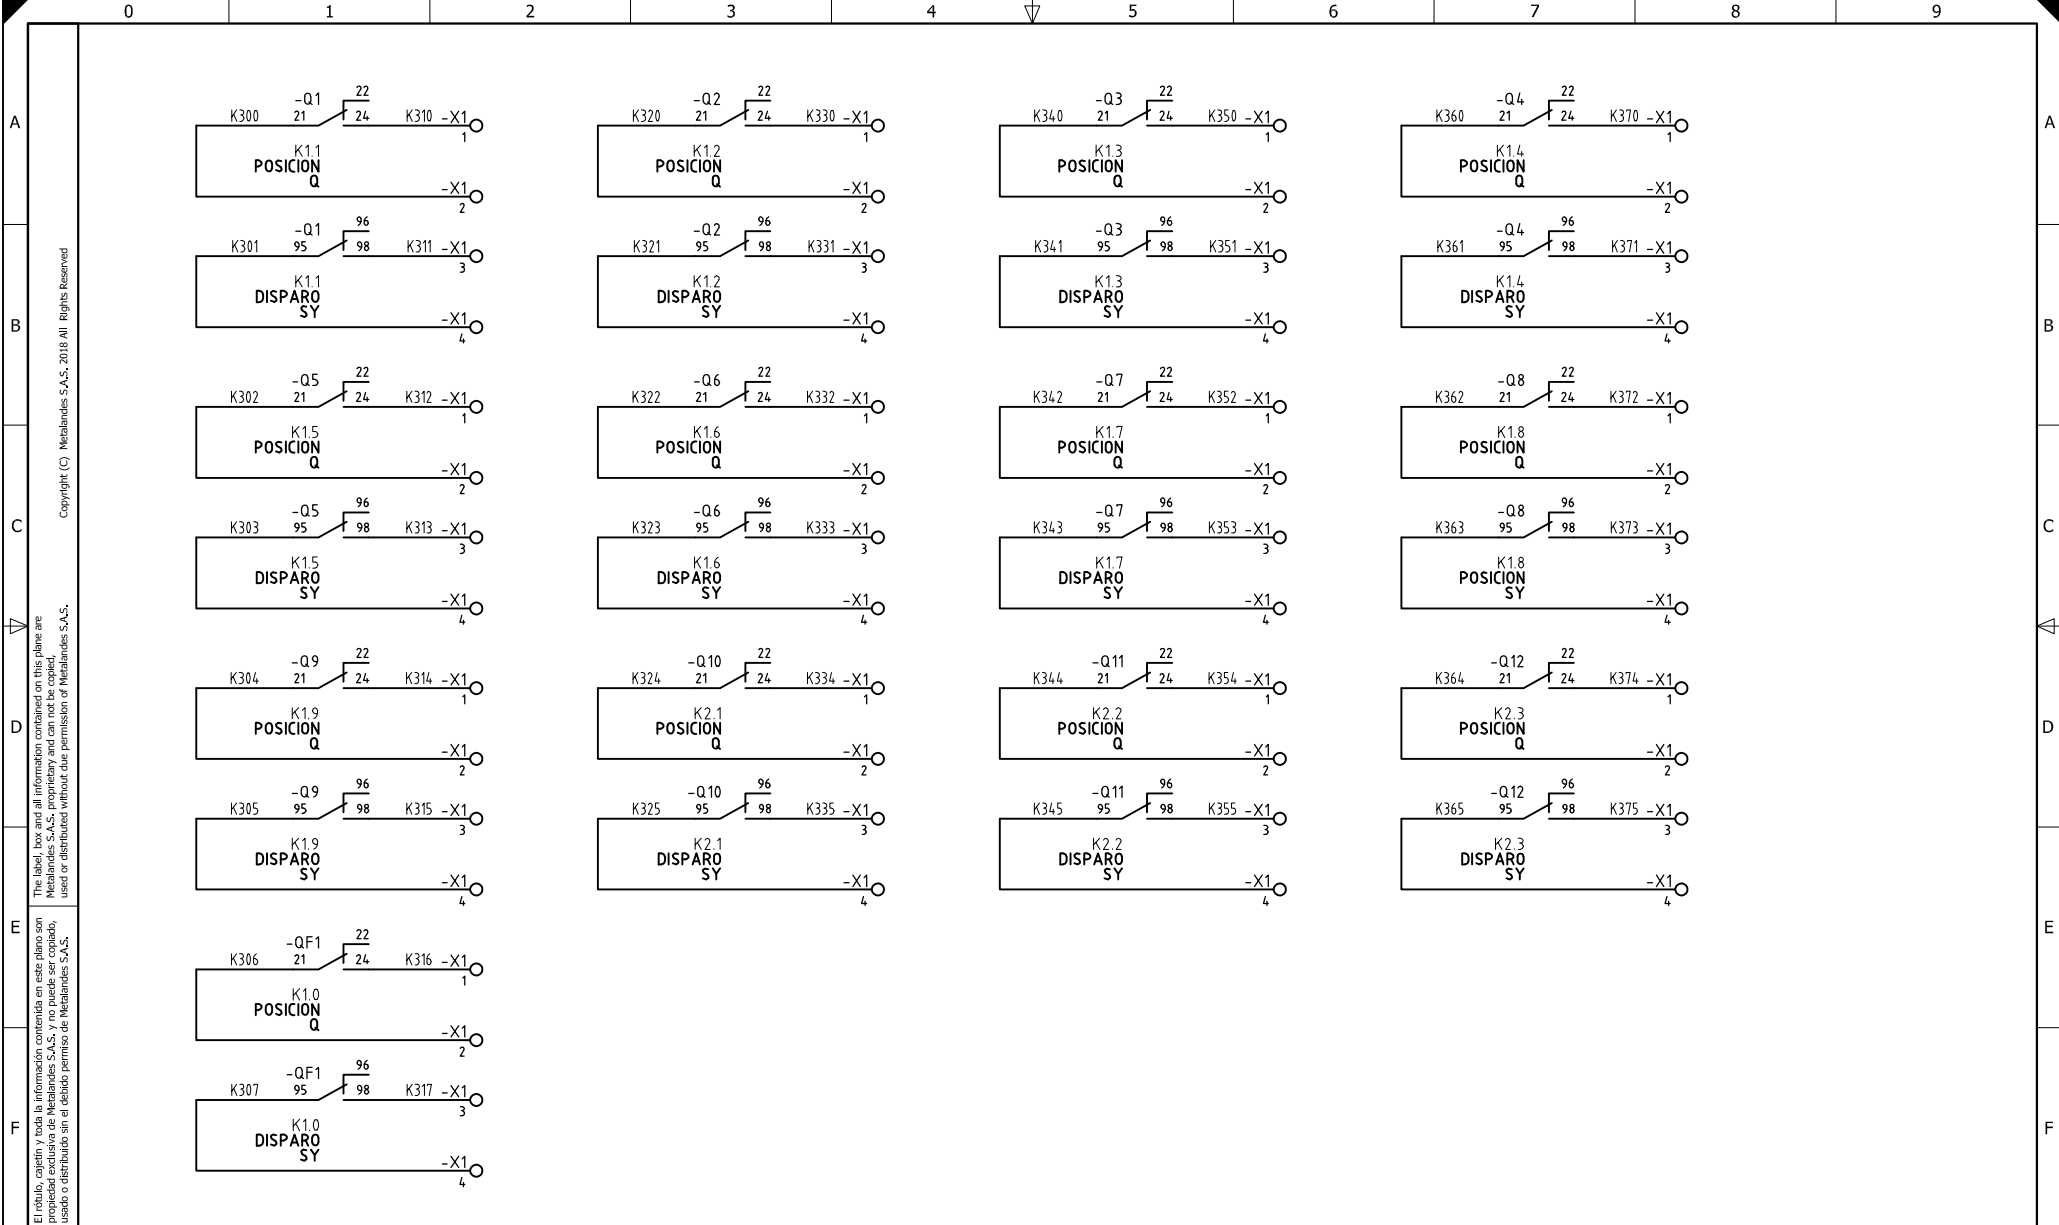 0 1 2 3 4 5 6 7 8 9
A A
B B
C C
D D
E E
F F
Copyright (C) Metalandes S.A.S. 2018 All Rights Reserved
The label, box and all information contained on this plane are
Metalandes S.A.S. proprietary and can not be copied,
used or distributed without due permission of Metalandes S.A.S.
El rótulo, cajetín y toda la información contenida en este plano son
propiedad exclusiva de Metalandes S.A.S. y no puede ser copiado,
usado o distribuido sin el debido permiso de Metalandes S.A.S.
-Q1 22
K300 21 24 K310 -X1
1
K1.1
POSICION
Q
-X1
2
-Q2 22
K320 21 24 K330 -X1
1
K1.2
POSICION
Q
-X1
2
-Q3 22
K340 21 24 K350 -X1
1
K1.3
POSICION
Q
-X1
2
-Q4 22
K360 21 24 K370 -X1
1
K1.4
POSICION
Q
-X1
2
-Q1 96
K301 95 98 K311 -X1
3
K1.1
DISPARO
SY
-X1
4
-Q2 96
K321 95 98 K331 -X1
3
K1.2
DISPARO
SY
-X1
4
-Q3 96
K341 95 98 K351 -X1
3
K1.3
DISPARO
SY
-X1
4
-Q4 96
K361 95 98 K371 -X1
3
K1.4
DISPARO
SY
-X1
4
-Q5 22
K302 21 24 K312 -X1
1
K1.5
POSICION
Q
-X1
2
-Q6 22
K322 21 24 K332 -X1
1
K1.6
POSICION
Q
-X1
2
-Q7 22
K342 21 24 K352 -X1
1
K1.7
POSICION
Q
-X1
2
-Q8 22
K362 21 24 K372 -X1
1
K1.8
POSICION
Q
-X1
2
-Q5 96
K303 95 98 K313 -X1
3
K1.5
DISPARO
SY
-X1
4
-Q6 96
K323 95 98 K333 -X1
3
K1.6
DISPARO
SY
-X1
4
-Q7 96
K343 95 98 K353 -X1
3
K1.7
DISPARO
SY
-X1
4
-Q8 96
K363 95 98 K373 -X1
3
K1.8
POSICION
SY
-X1
4
-Q9 22
K304 21 24 K314 -X1
1
K1.9
POSICION
Q
-X1
2
-Q10 22
K324 21 24 K334 -X1
1
K2.1
POSICION
Q
-X1
2
-Q11 22
K344 21 24 K354 -X1
1
K2.2
POSICION
Q
-X1
2
-Q12 22
K364 21 24 K374 -X1
1
K2.3
POSICION
Q
-X1
2
-Q9 96
K305 95 98 K315 -X1
3
K1.9
DISPARO
SY
-X1
4
-Q10 96
K325 95 98 K335 -X1
3
K2.1
DISPARO
SY
-X1
4
-Q11 96
K345 95 98 K355 -X1
3
K2.2
DISPARO
SY
-X1
4
-Q12 96
K365 95 98 K375 -X1
3
K2.3
DISPARO
SY
-X1
4
-QF1 22
K306 21 24 K316 -X1
1
K1.0
POSICION
Q
-X1
2
-QF1 96
K307 95 98 K317 -X1
3
K1.0
DISPARO
SY
-X1
4